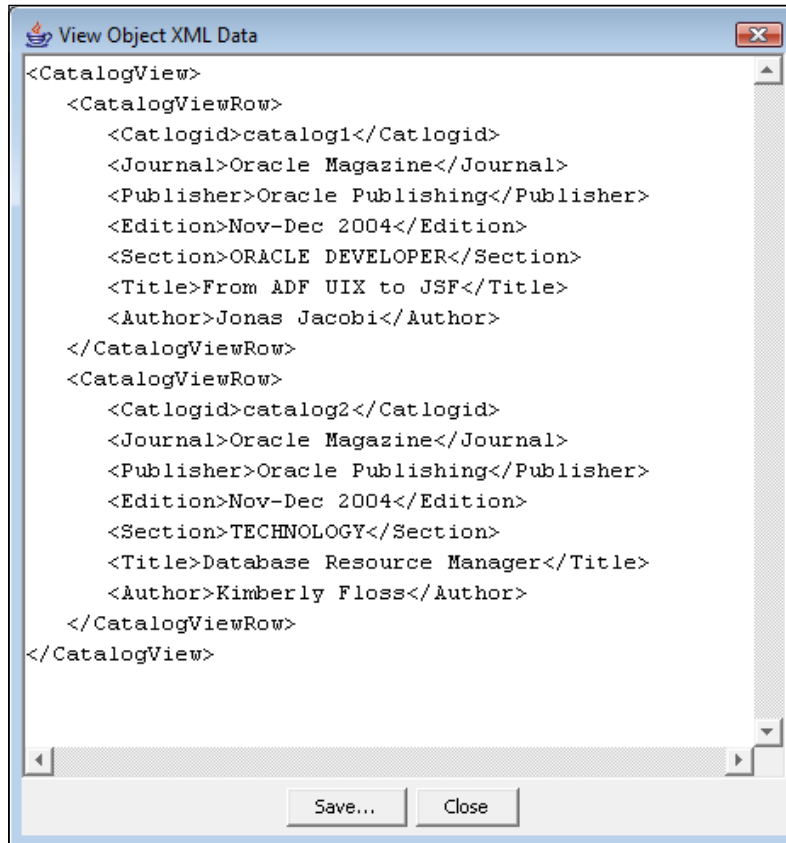 View Object XML Data
<CatalogView>
   <CatalogViewRow>
      <Catlogid>catalog1</Catlogid>
      <Journal>Oracle Magazine</Journal>
      <Publisher>Oracle Publishing</Publisher>
      <Edition>Nov-Dec 2004</Edition>
      <Section>ORACLE DEVELOPER</Section>
      <Title>From ADF UIX to JSF</Title>
      <Author>Jonas Jacobi</Author>
   </CatalogViewRow>
   <CatalogViewRow>
      <Catlogid>catalog2</Catlogid>
      <Journal>Oracle Magazine</Journal>
      <Publisher>Oracle Publishing</Publisher>
      <Edition>Nov-Dec 2004</Edition>
      <Section>TECHNOLOGY</Section>
      <Title>Database Resource Manager</Title>
      <Author>Kimberly Floss</Author>
   </CatalogViewRow>
</CatalogView>
Save... Close